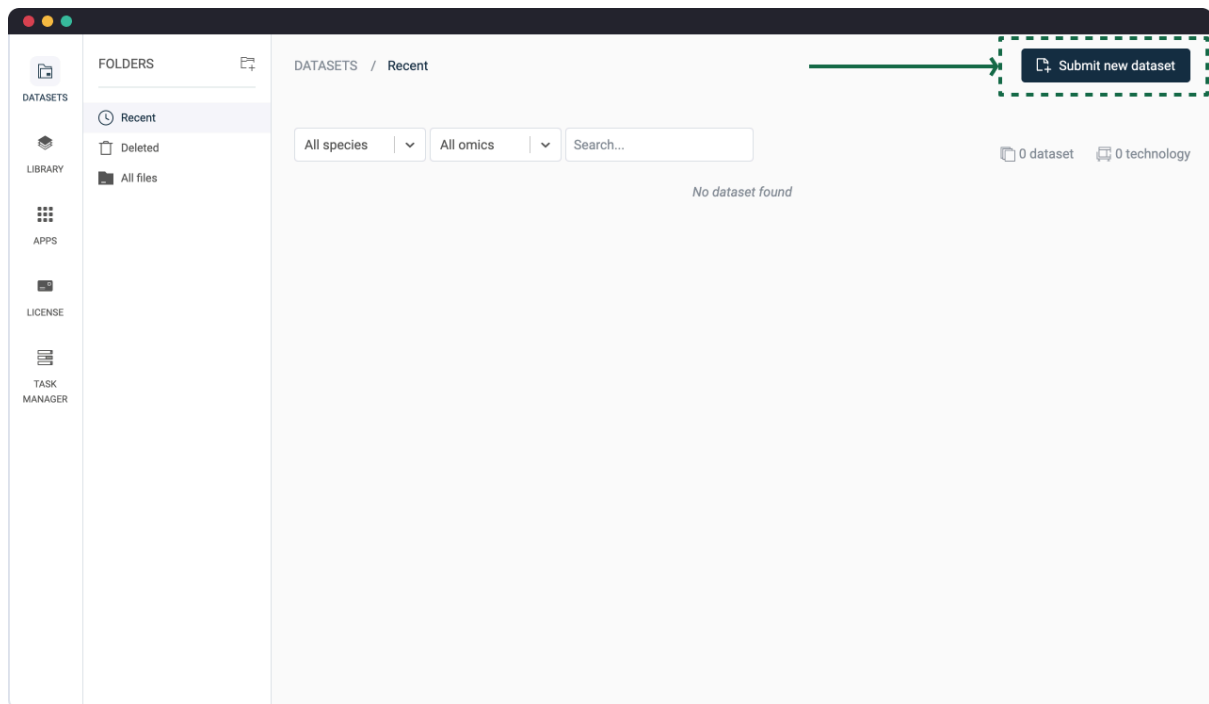 DATASETS
LIBRARY
APPS
LICENSE
TASK
MANAGER
FOLDERS
Recent
Deleted
All files
DATASETS / Recent
Submit new dataset
All species
All omics
Search...
0 dataset
0 technology
No dataset found